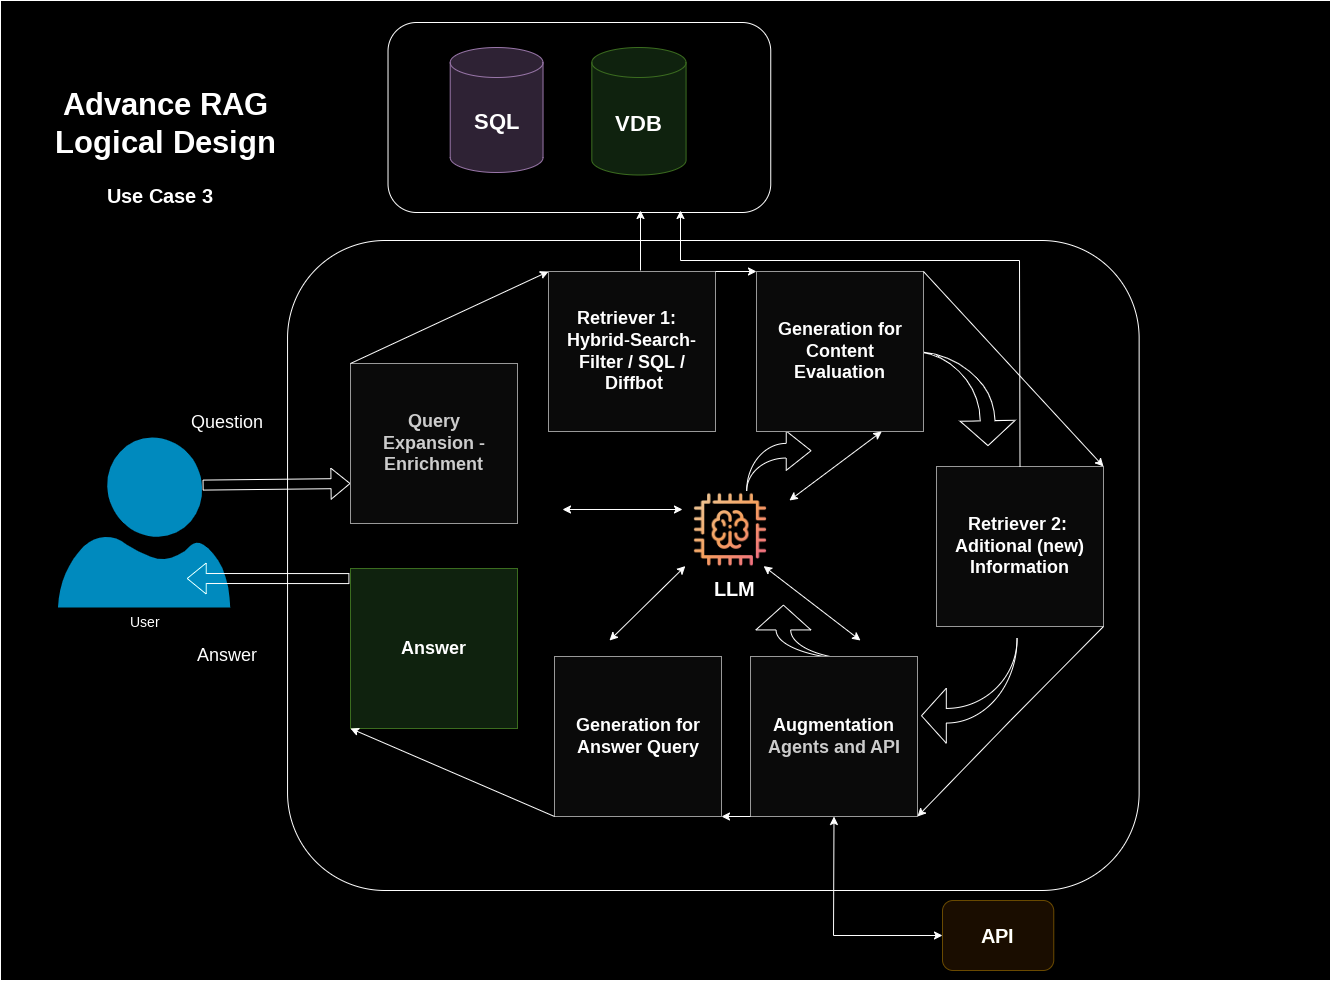 Advance RAG
Logical Design
Use Case 3
SQL
VDB
Retriever 1:
Hybrid-Search-
Filter / SQL /
Diffbot
Generation for
Content
Evaluation
Question
Query
Expansion -
Enrichment
Retriever 2:
Aditional (new)
Information
LLM
User
Answer
Answer
Generation for
Answer Query
Augmentation
Agents and API
API